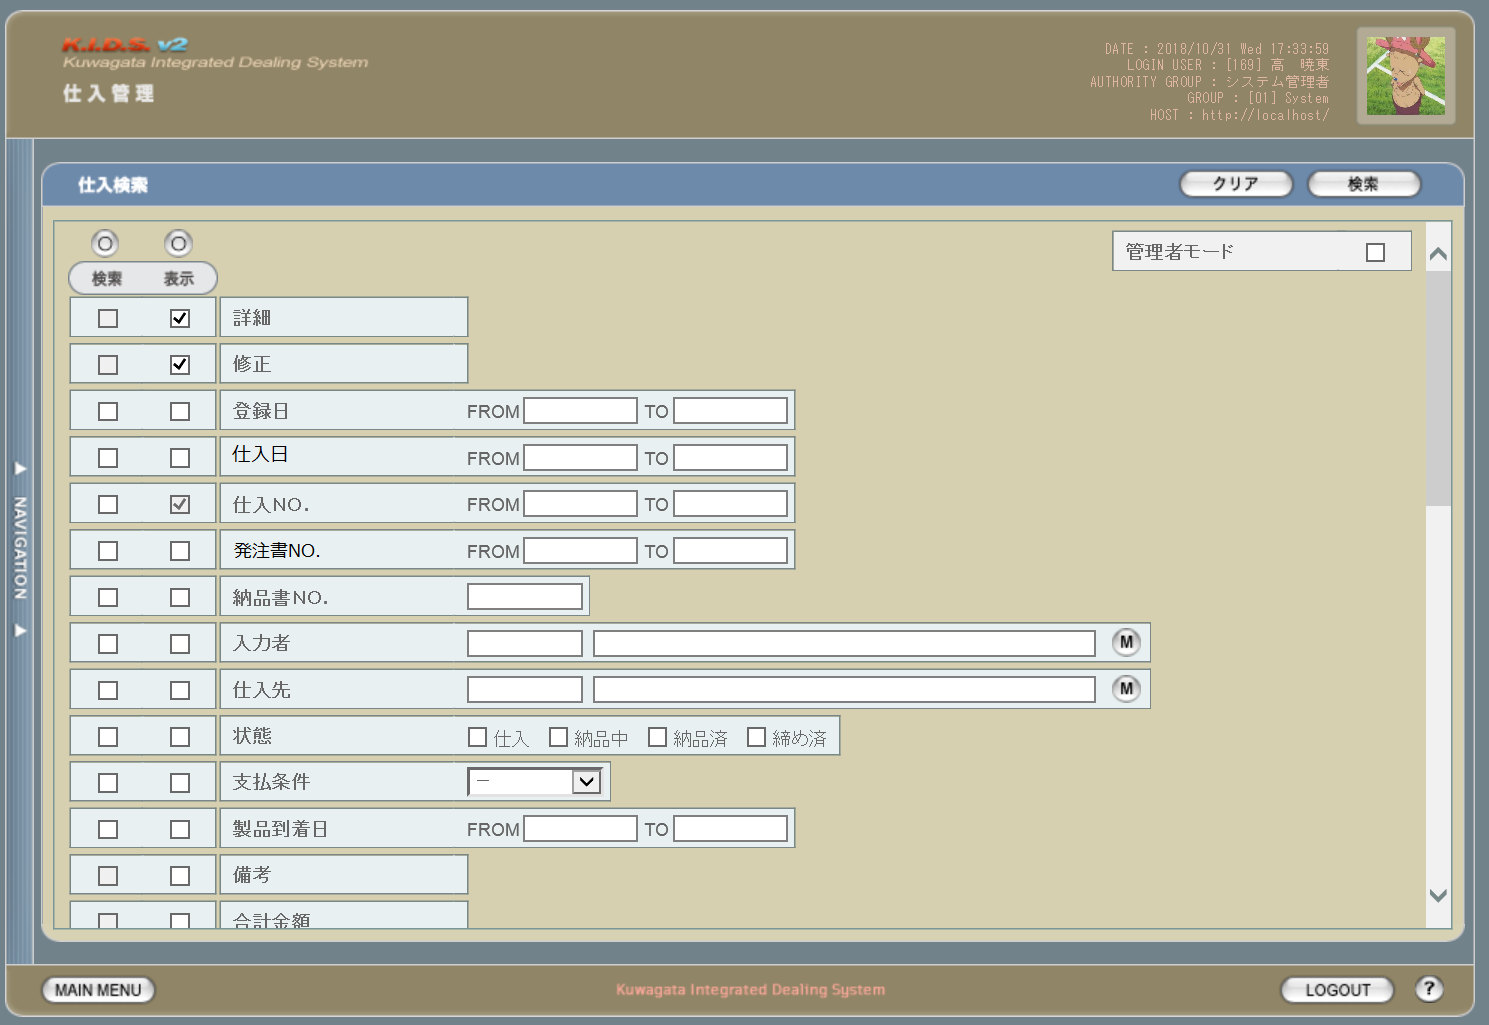 K.I.D.S. v2
Kuwagata Integrated Dealing System
仕入管理
DATE : 2018/10/31 Wed 17:33:59
LOGIN USER : [169] 高　暁東
AUTHORITY GROUP : システム管理者
GROUP : [01] System
HOST : http://localhost/
仕入検索
クリア
検索
管理者モード
検索 表示
詳細
修正
登録日 FROM TO
仕入日 FROM TO
仕入NO. FROM TO
発注書NO. FROM TO
納品書NO.
入力者 M
仕入先 M
状態 仕入 納品中 納品済 締め済
支払条件 －
製品到着日 FROM TO
備考
合計金額
NAVIGATION
MAIN MENU
Kuwagata Integrated Dealing System
LOGOUT
?